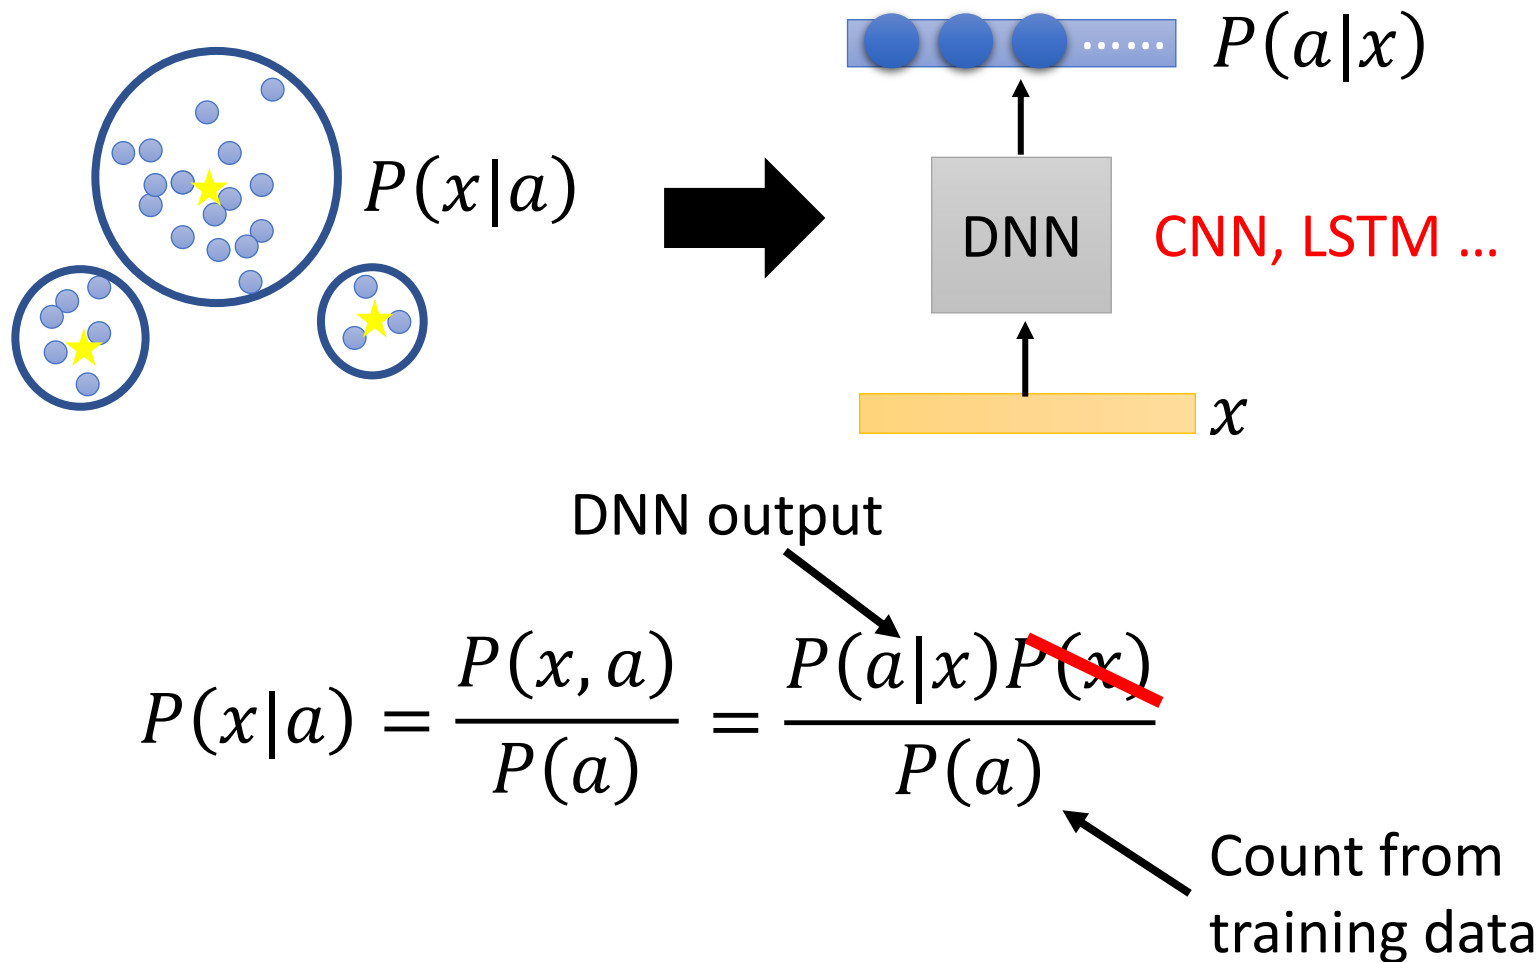 P(a|x)
P(x|a)
DNN
CNN, LSTM ...
......
x
DNN output
P(x|a) = P(x, a) / P(a) = P(a|x)P(x) / P(a)
Count from
training data